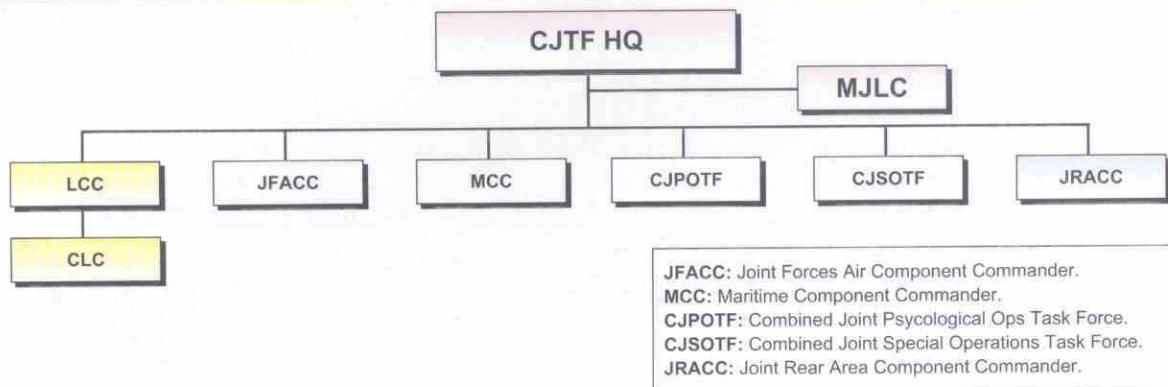 CJTF HQ
MJLC
LCC
JFACC
MCC
CJPOTF
CJSOTF
JRACC
CLC
JFACC: Joint Forces Air Component Commander.
MCC: Maritime Component Commander.
CJPOTF: Combined Joint Psycological Ops Task Force.
CJSOTF: Combined Joint Special Operations Task Force.
JRACC: Joint Rear Area Component Commander.